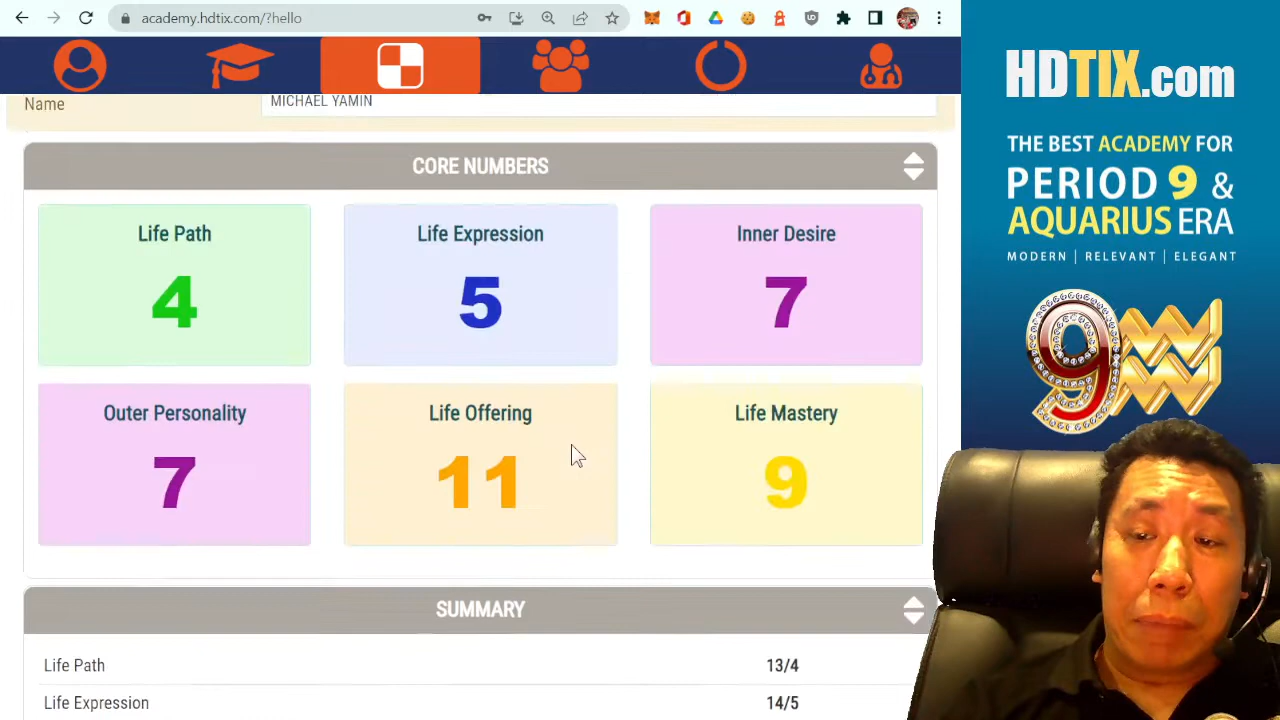 academy.hdtix.com/?hello
Name
MICHAEL YAMIN
CORE NUMBERS
Life Path
4
Life Expression
5
Inner Desire
7
Outer Personality
7
Life Offering
11
Life Mastery
9
SUMMARY
Life Path
13/4
Life Expression
14/5
HDTIX.com
THE BEST ACADEMY FOR
PERIOD 9 &
AQUARIUS ERA
MODERN | RELEVANT | ELEGANT
9